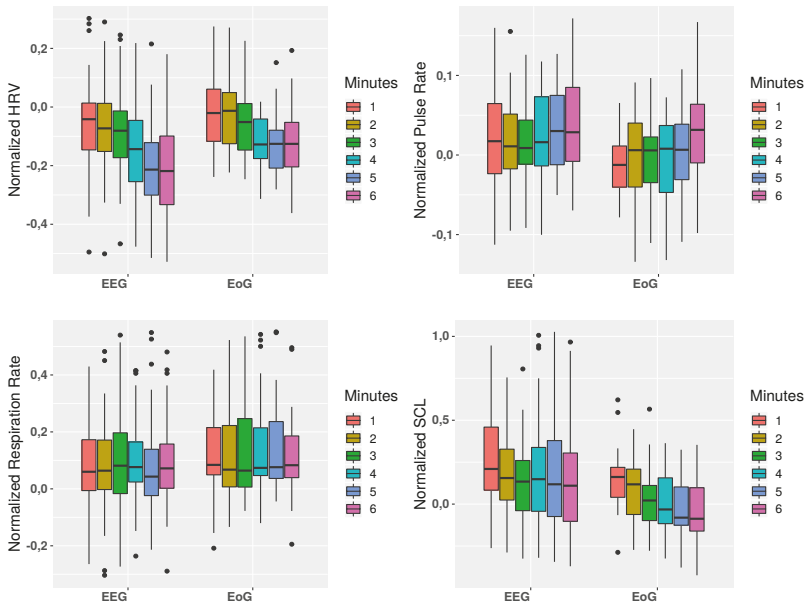 Normalized HRV
0,2
0,0
-0,2
-0,4
EEG
EoG
Minutes
1
2
3
4
5
6
Normalized Pulse Rate
0,1
0,0
-0,1
EEG
EoG
Minutes
1
2
3
4
5
6
Normalized Respiration Rate
0,4
0,2
0,0
-0,2
EEG
EoG
Minutes
1
2
3
4
5
6
Normalized SCL
1,0
0,5
0,0
EEG
EoG
Minutes
1
2
3
4
5
6